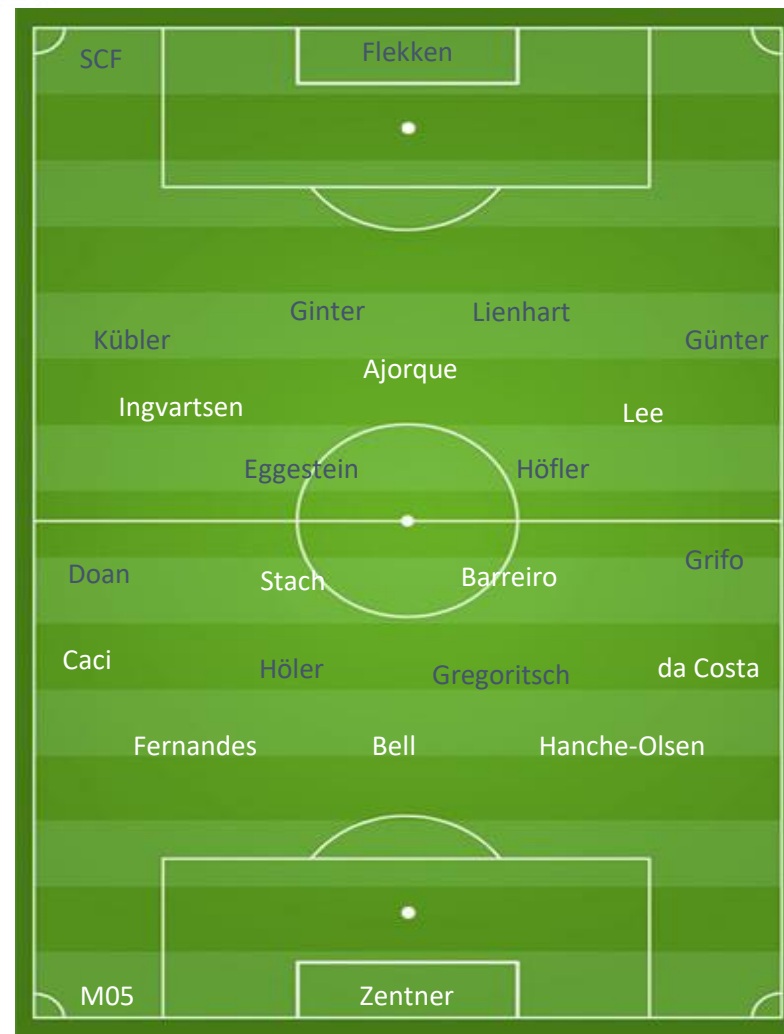 SCF Flekken
Ginter Lienhart
Kübler Günter
Ajorque
Ingvartsen Lee
Eggestein Höfler
Doan Stach Barreiro Grifo
Caci Höler Gregoritsch da Costa
Fernandes Bell Hanche-Olsen
M05 Zentner